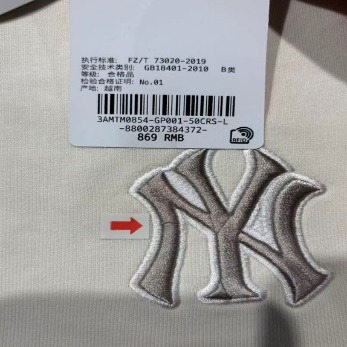 执行标准: FZ/T 73020-2019
安全技术类别: GB18401-2010 B类
等级: 合格品
检验合格证明: No.01
产地: 越南
3AMTM0854-GP001-50CRS-L
-8800287384372-
869 RMB
RFID
NY